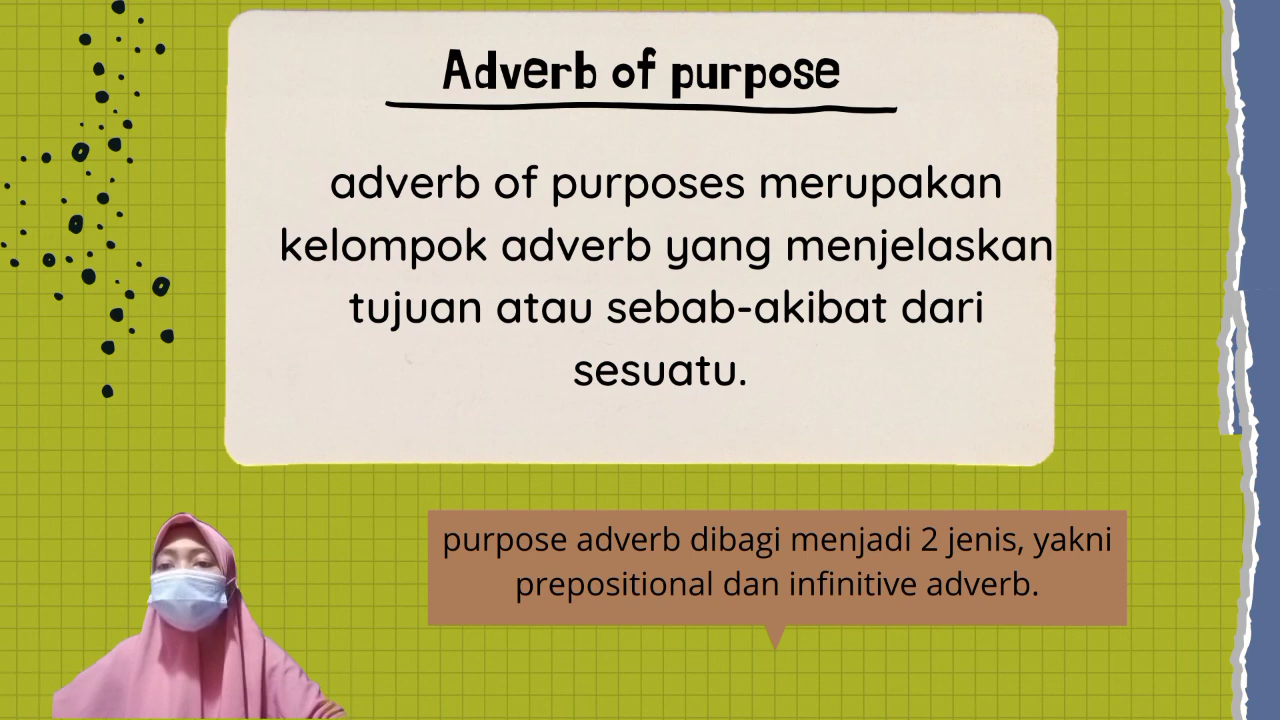 Adverb of purpose
adverb of purposes merupakan
kelompok adverb yang menjelaskan
tujuan atau sebab-akibat dari
sesuatu.
purpose adverb dibagi menjadi 2 jenis, yakni
prepositional dan infinitive adverb.